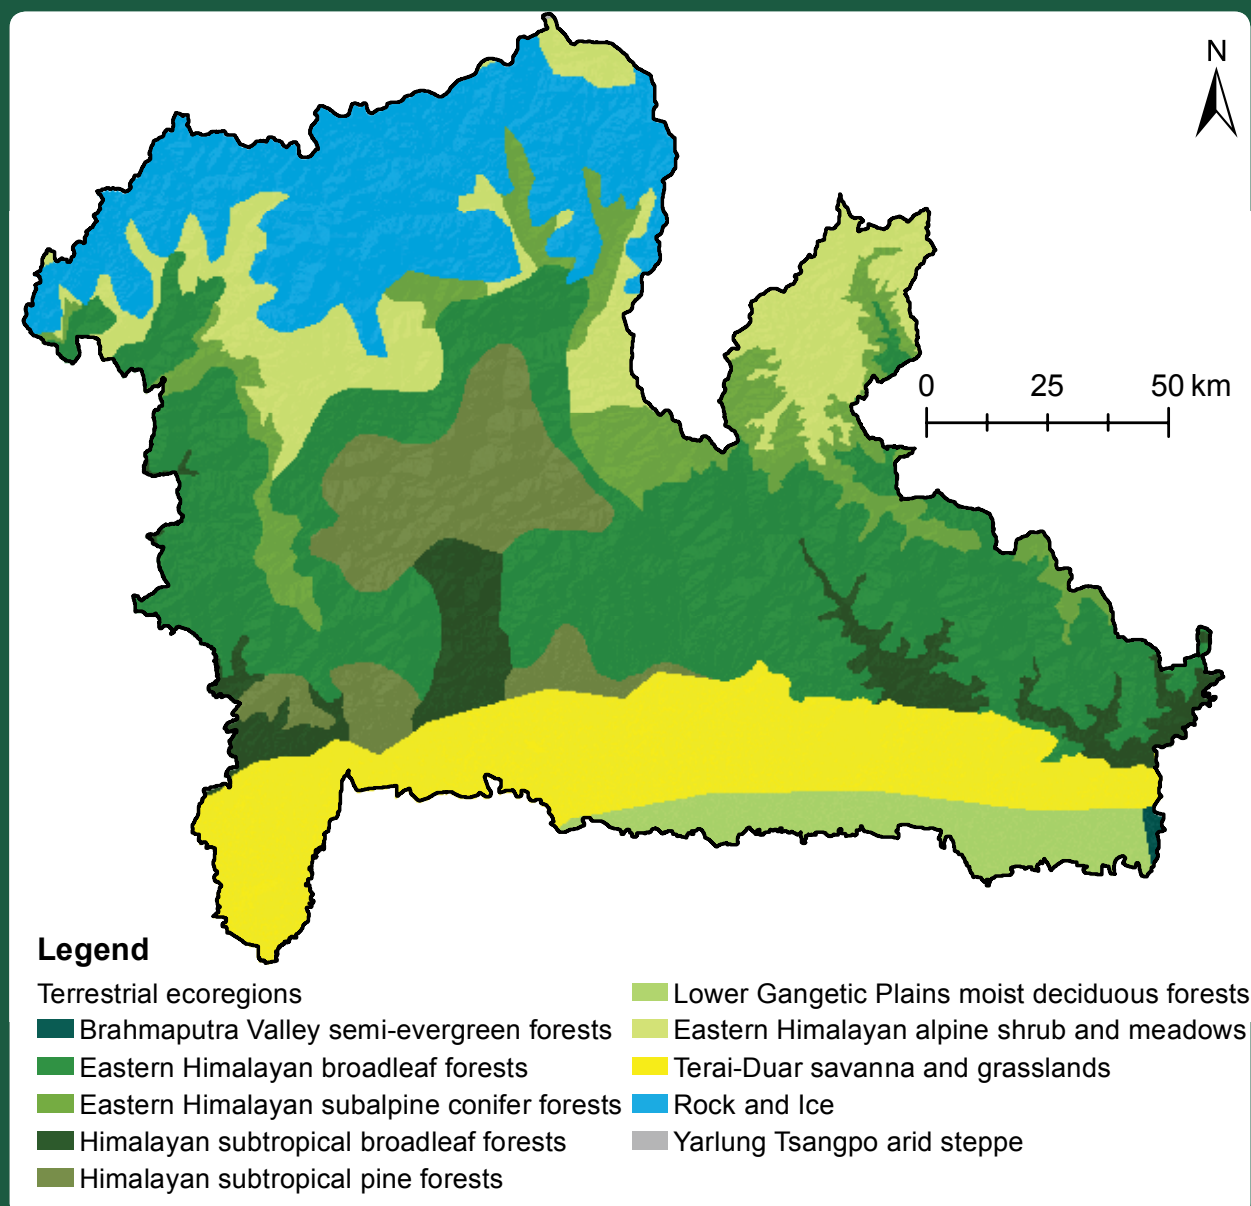 N
0 25 50 km
Legend
Terrestrial ecoregions
Brahmaputra Valley semi-evergreen forests
Eastern Himalayan broadleaf forests
Eastern Himalayan subalpine conifer forests
Himalayan subtropical broadleaf forests
Himalayan subtropical pine forests
Lower Gangetic Plains moist deciduous forests
Eastern Himalayan alpine shrub and meadows
Terai-Duar savanna and grasslands
Rock and Ice
Yarlung Tsangpo arid steppe